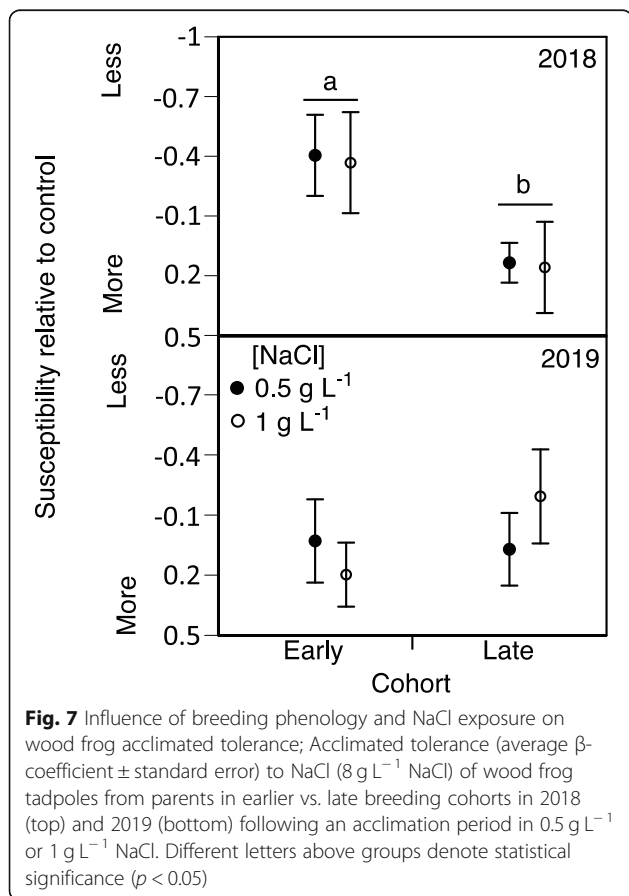 Susceptibility relative to control
Less
More
-1
-0.7
-0.4
-0.1
0.2
0.5
2018
a
b
Less
More
-0.7
-0.4
-0.1
0.2
0.5
2019
[NaCl]
0.5 g L⁻¹
1 g L⁻¹
Early
Late
Cohort
Fig. 7 Influence of breeding phenology and NaCl exposure on
wood frog acclimated tolerance; Acclimated tolerance (average β-
coefficient ± standard error) to NaCl (8 g L⁻¹ NaCl) of wood frog
tadpoles from parents in earlier vs. late breeding cohorts in 2018
(top) and 2019 (bottom) following an acclimation period in 0.5 g L⁻¹
or 1 g L⁻¹ NaCl. Different letters above groups denote statistical
significance (p < 0.05)